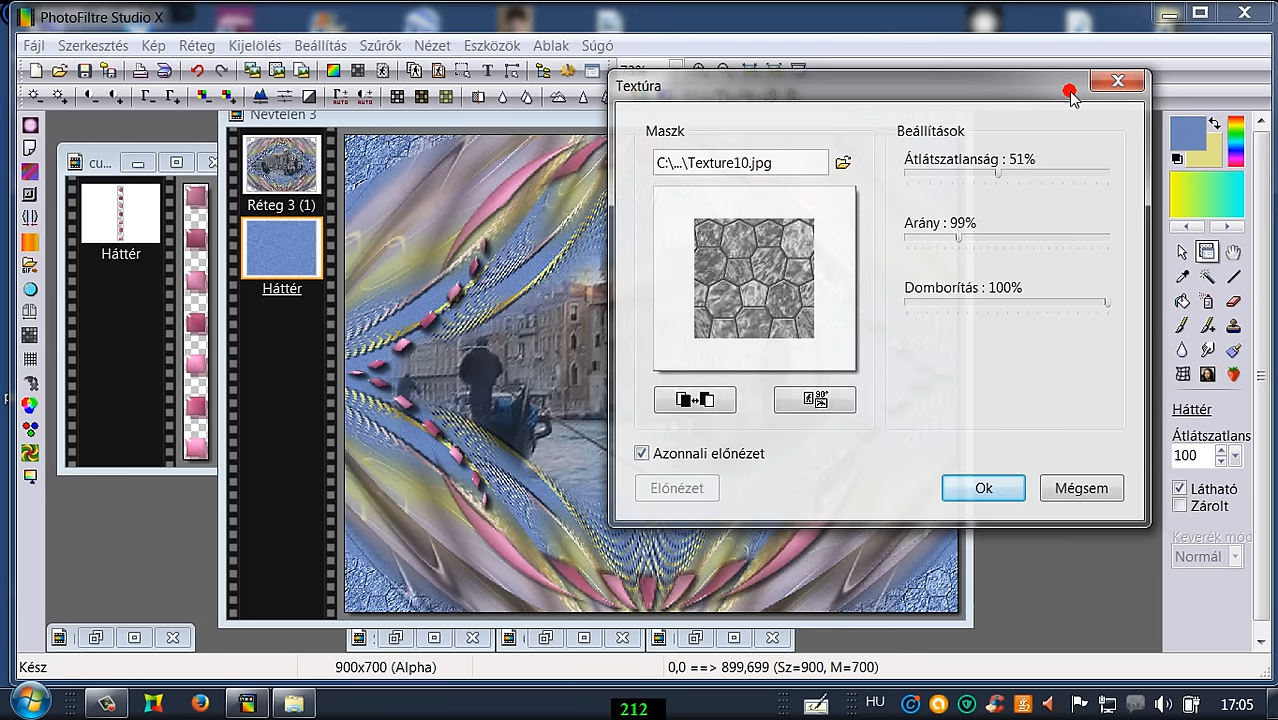 PhotoFiltre Studio X
Fájl Szerkesztés Kép Réteg Kijelölés Beállítás Szűrők Nézet Eszközök Ablak Súgó
Textúra
Névtelen 3
Maszk
Beállítások
C:\...\Texture10.jpg
Átlátszatlanság : 51%
Arány : 99%
Domborítás : 100%
Azonnali előnézet
Előnézet
Ok
Mégsem
cu...
Háttér
Réteg 3 (1)
Háttér
Háttér
Átlátszatlans
100
Látható
Zárolt
Keverék mód
Normál
Kész
900x700 (Alpha)
0,0 ==> 899,699 (Sz=900, M=700)
212
HU
17:05